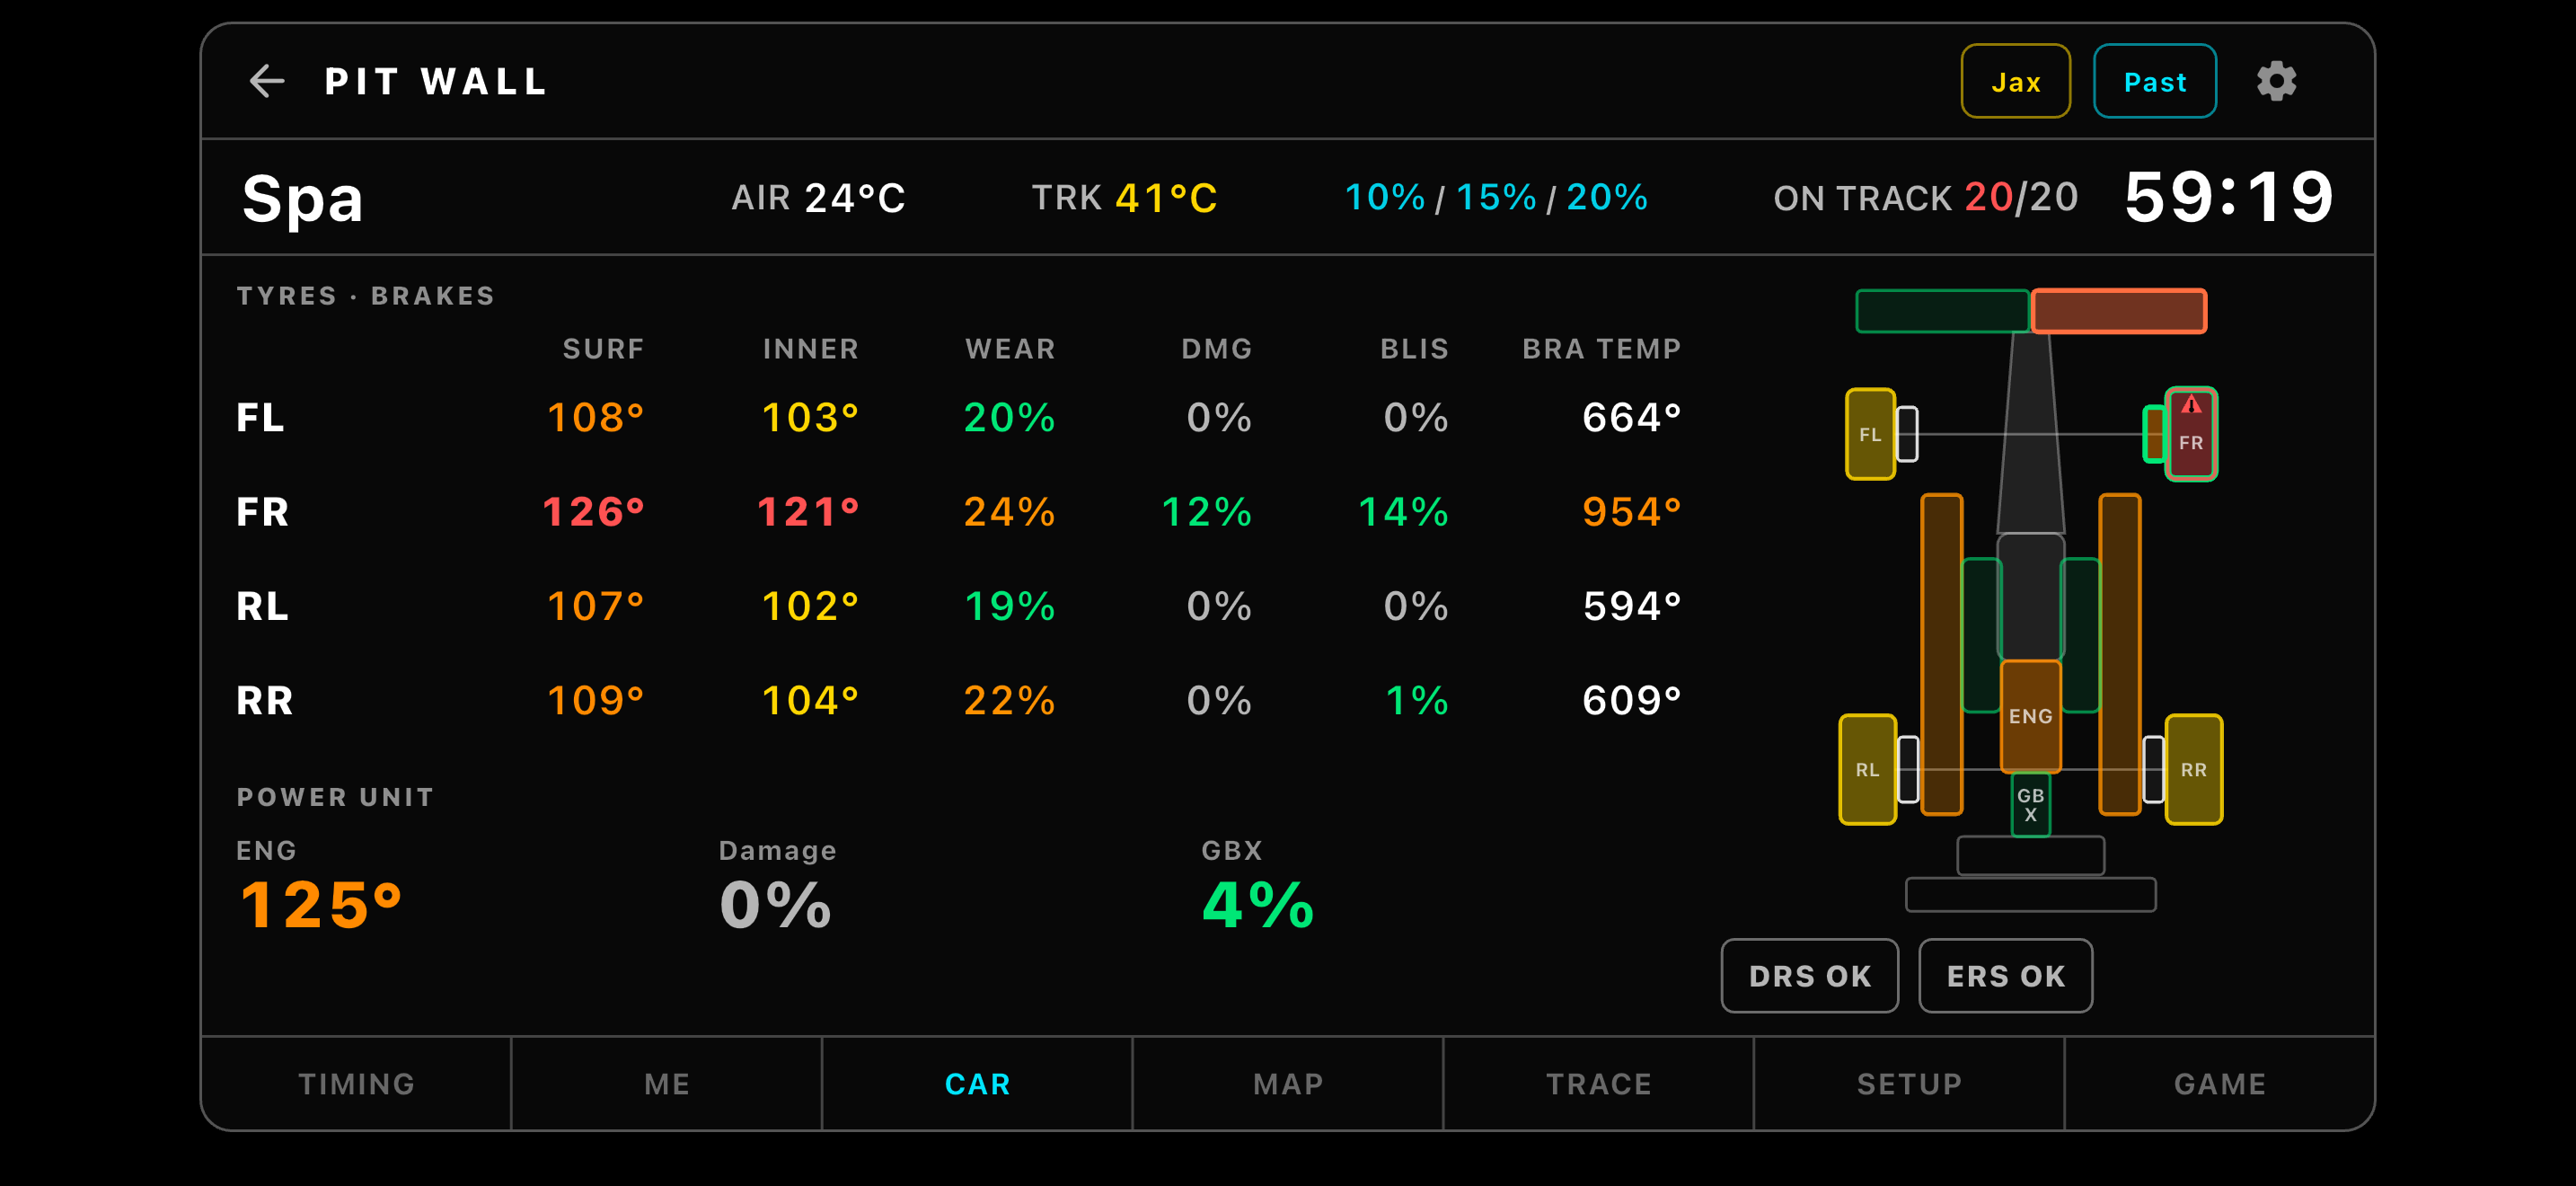 PIT WALL
Jax
Past
Spa
AIR 24°C
TRK 41°C
10% / 15% / 20%
ON TRACK 20/20
59:19
TYRES · BRAKES
SURF INNER WEAR DMG BLIS BRA TEMP
FL 108° 103° 20% 0% 0% 664°
FR 126° 121° 24% 12% 14% 954°
RL 107° 102° 19% 0% 0% 594°
RR 109° 104° 22% 0% 1% 609°
POWER UNIT
ENG Damage GBX
125° 0% 4%
FL
FR
ENG
RL
RR
GB
X
DRS OK
ERS OK
TIMING ME CAR MAP TRACE SETUP GAME